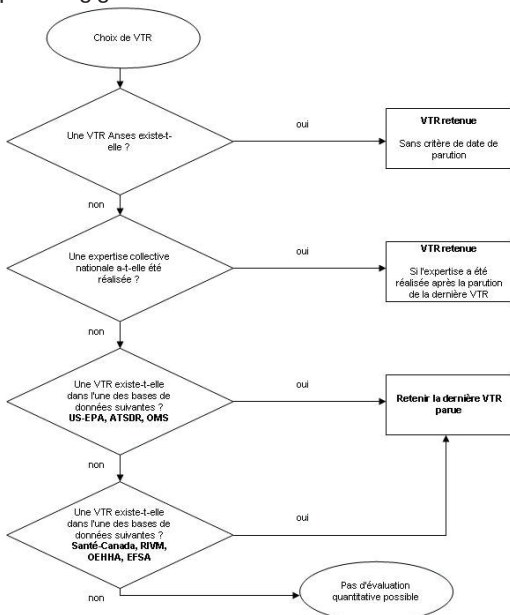 Choix de VTR
Une VTR Anses existe-t-
elle ?
oui
VTR retenue
Sans critère de date de
parution
non
Une expertise collective
nationale a-t-elle été
réalisée ?
oui
VTR retenue
Si l'expertise a été
réalisée après la parution
de la dernière VTR
non
Une VTR existe-t-elle
dans l'une des bases de
données suivantes ?
US-EPA, ATSDR, OMS
oui
Retenir la dernière VTR
parue
non
Une VTR existe-t-elle
dans l'une des bases de
données suivantes ?
Santé-Canada, RIVM,
OEHHA, EFSA
oui
non
Pas d'évaluation
quantitative possible